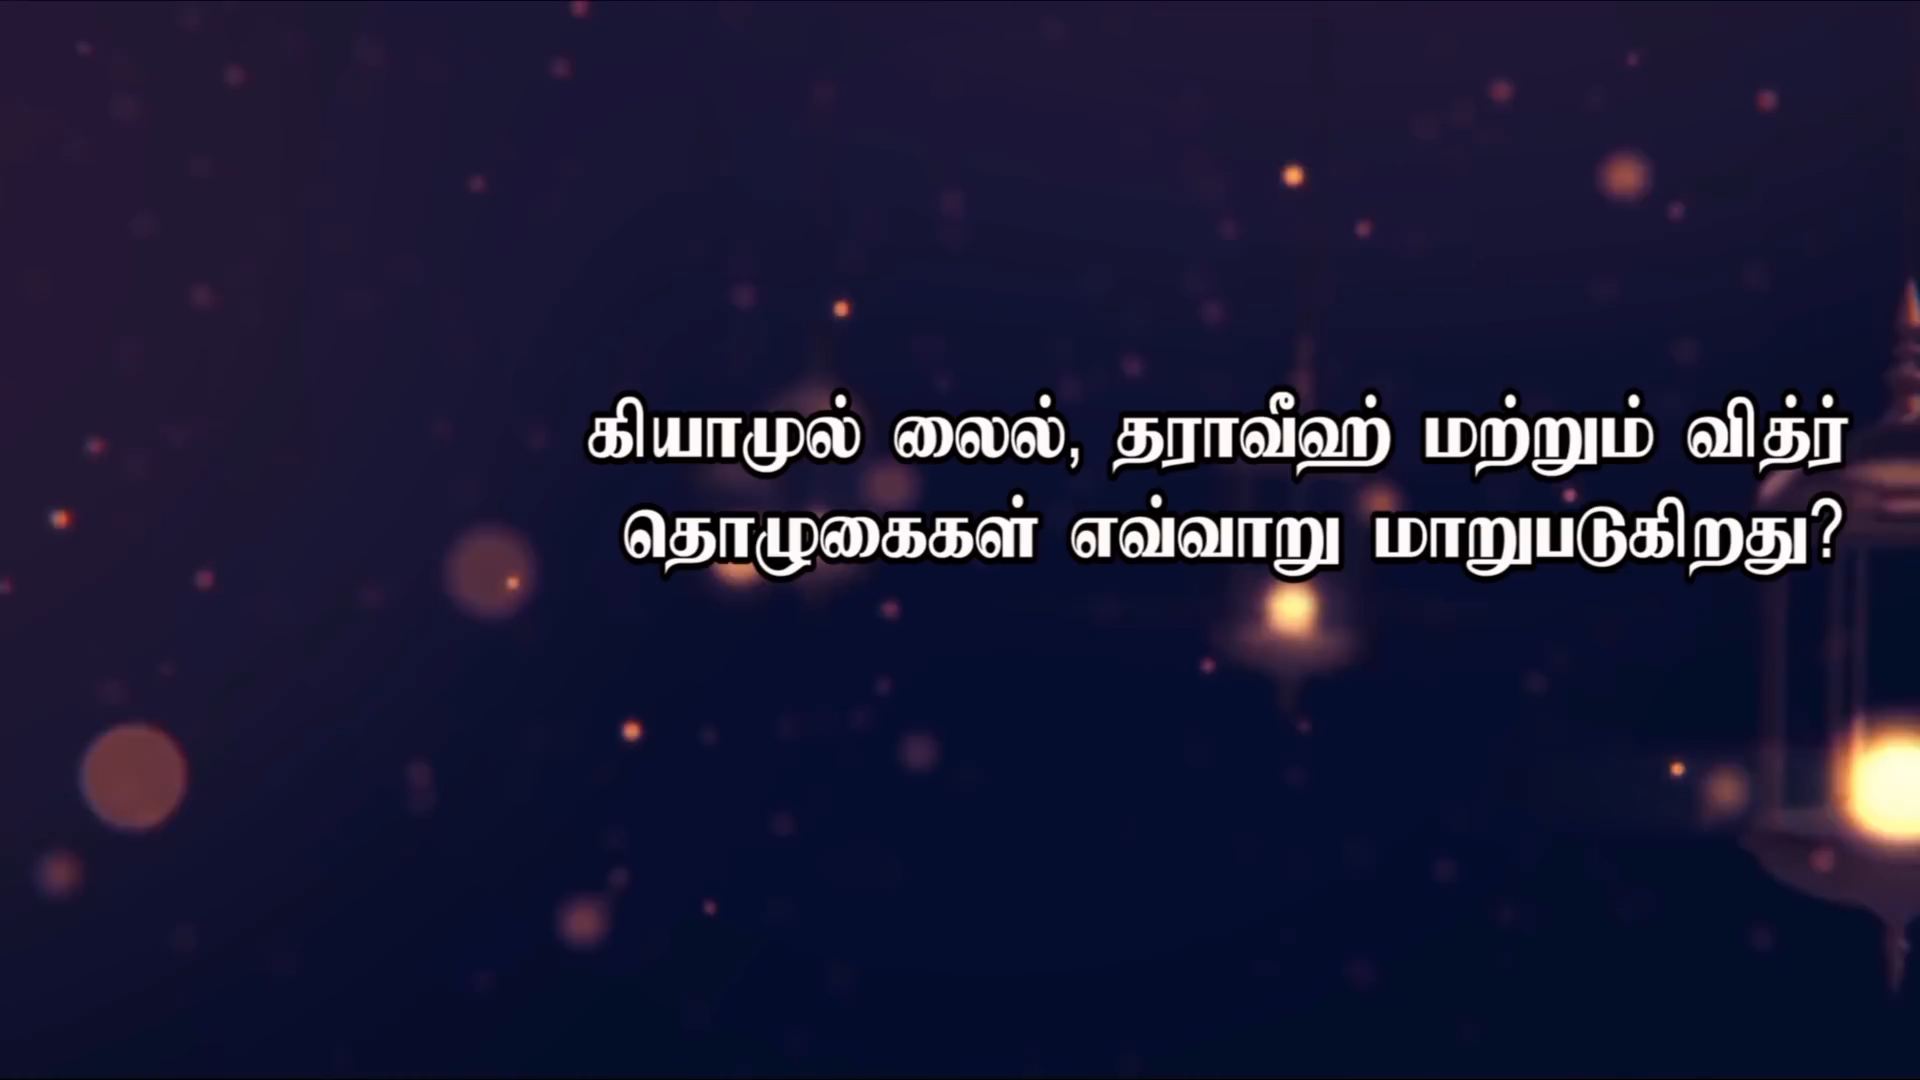 கியாமுல் லைல், தராவீஹ் மற்றும் வித்ர்
தொழுகைகள் எவ்வாறு மாறுபடுகிறது?